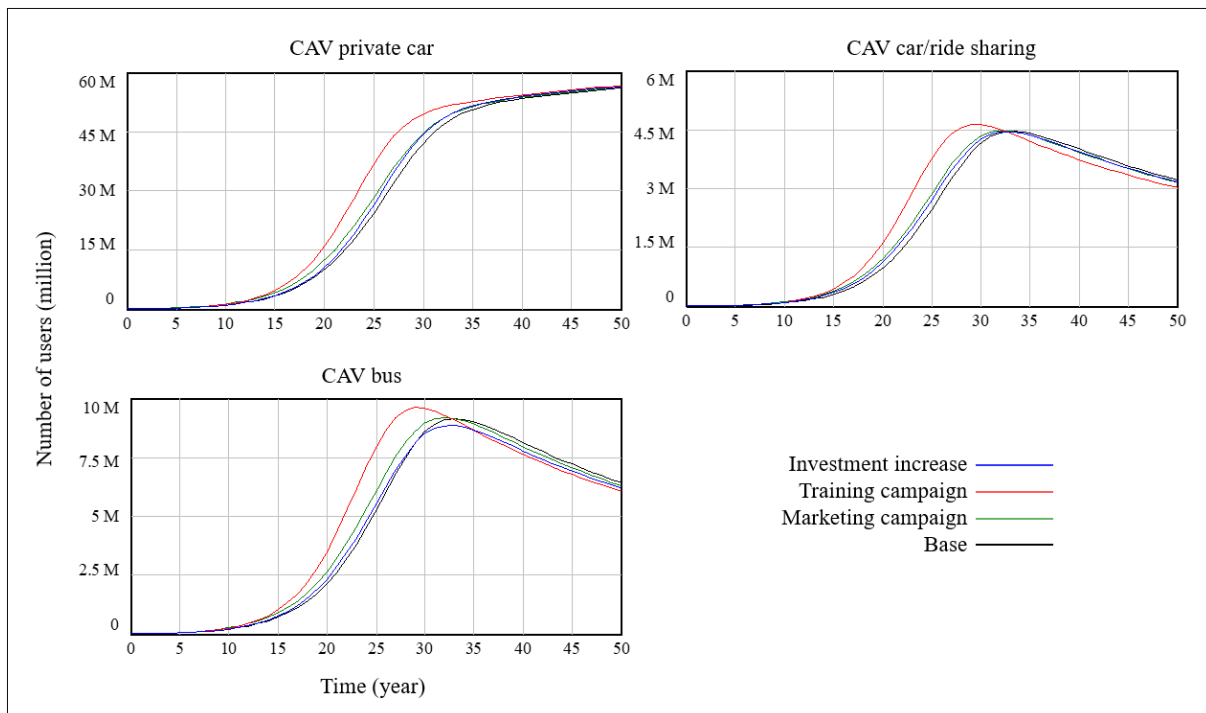 CAV private car
60 M
45 M
30 M
15 M
0
0 5 10 15 20 25 30 35 40 45 50
CAV car/ride sharing
6 M
4.5 M
3 M
1.5 M
0
0 5 10 15 20 25 30 35 40 45 50
Number of users (million)
CAV bus
10 M
7.5 M
5 M
2.5 M
0
0 5 10 15 20 25 30 35 40 45 50
Time (year)
Investment increase
Training campaign
Marketing campaign
Base